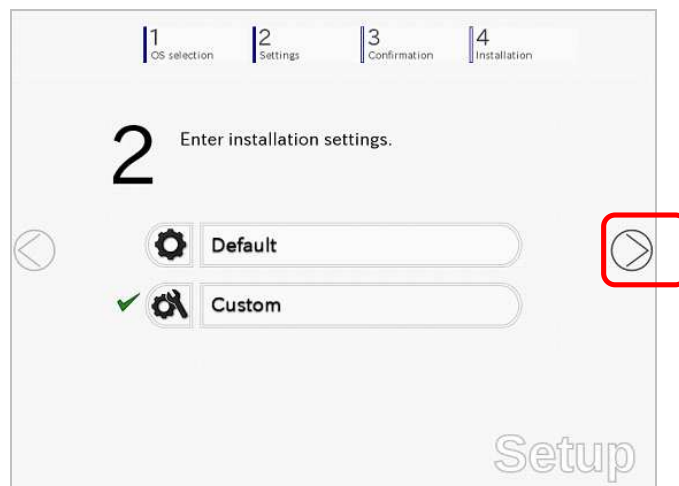 1
OS selection
2
Settings
3
Confirmation
4
Installation
2
Enter installation settings.
Default
Custom
Setup